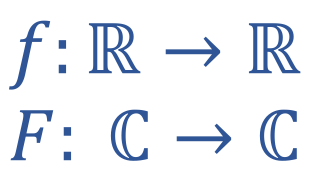 𝑓: ℝ → ℝ
𝐹: ℂ → ℂ